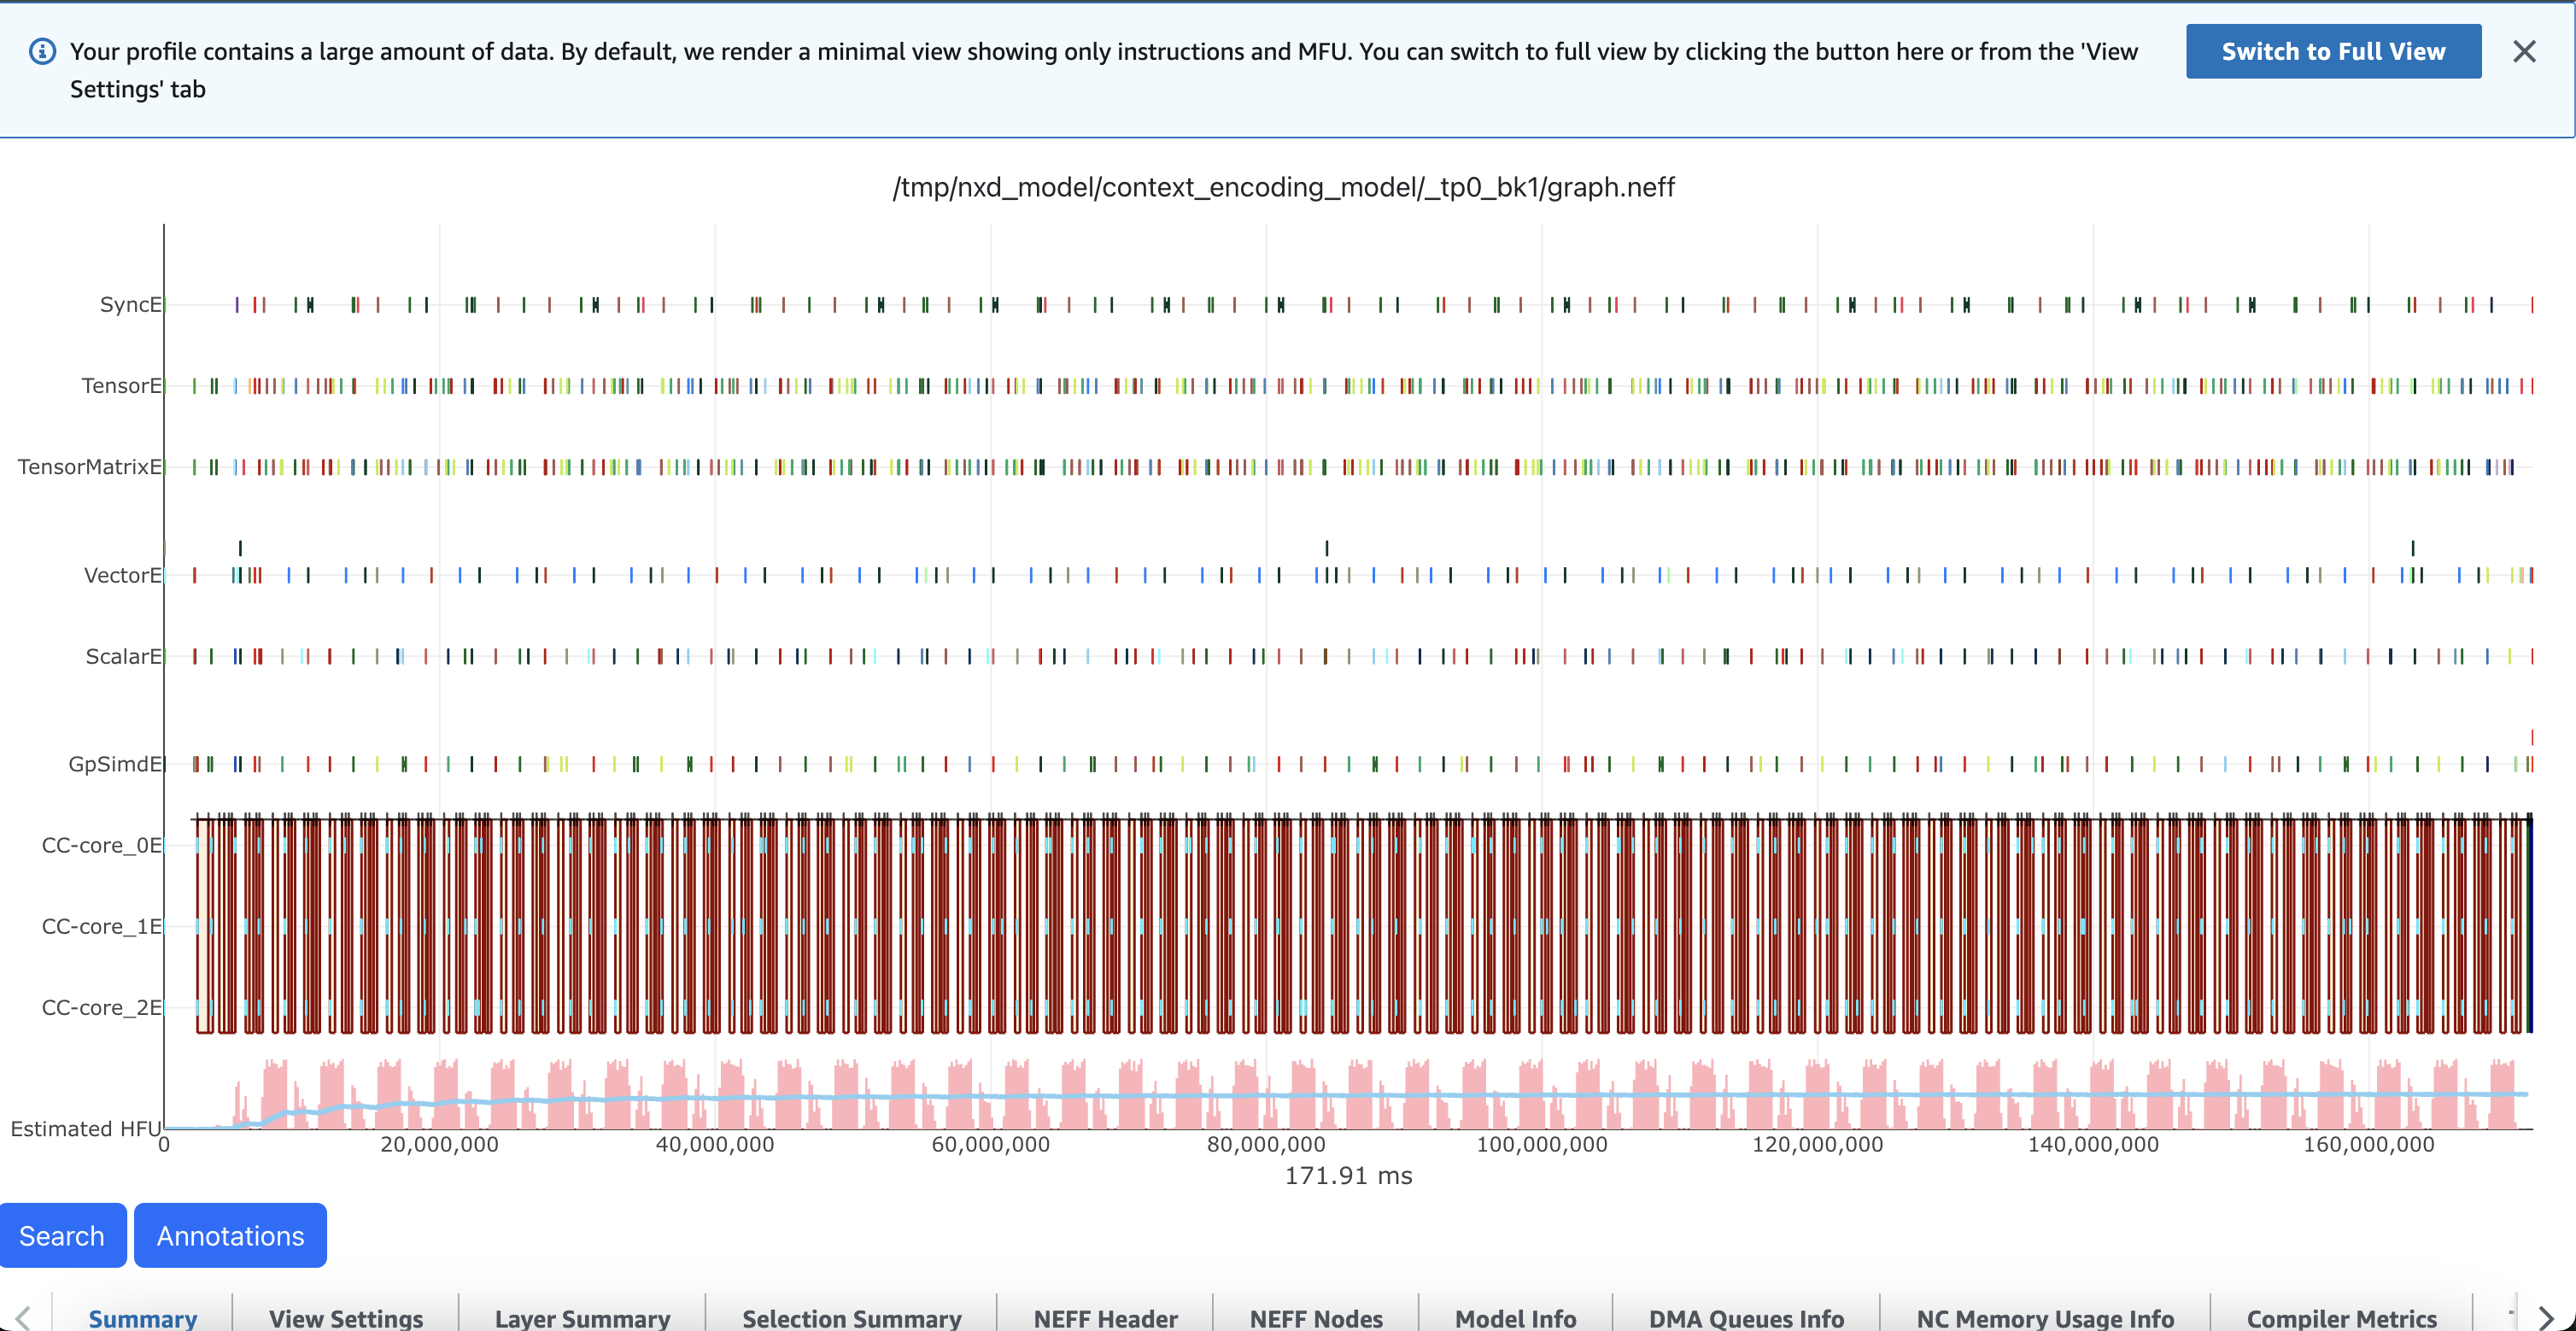 Your profile contains a large amount of data. By default, we render a minimal view showing only instructions and MFU. You can switch to full view by clicking the button here or from the 'View
Settings' tab
Switch to Full View
/tmp/nxd_model/context_encoding_model/_tp0_bk1/graph.neff
SyncE
TensorE
TensorMatrixE
VectorE
ScalarE
GpSimdE
CC-core_0E
CC-core_1E
CC-core_2E
Estimated HFU
0 20,000,000 40,000,000 60,000,000 80,000,000 100,000,000 120,000,000 140,000,000 160,000,000
171.91 ms
Search Annotations
Summary View Settings Layer Summary Selection Summary NEFF Header NEFF Nodes Model Info DMA Queues Info NC Memory Usage Info Compiler Metrics